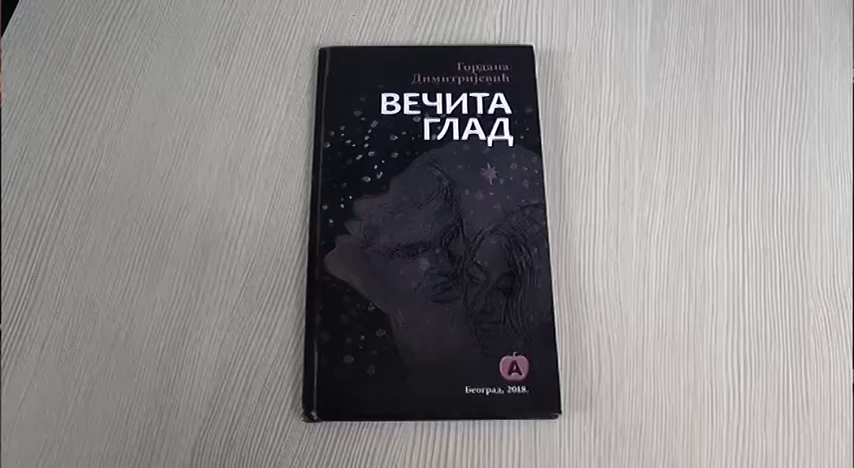 Гордана
Димитријевић
ВЕЧИТА
ГЛАД
А
Београд, 2018.